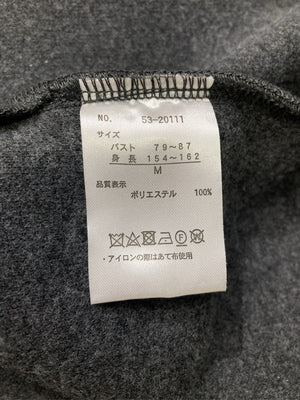 NO. 53-20111
サイズ
バスト 79~87
身長 154~162
M
品質表示
ポリエステル 100%
・アイロンの際はあて布使用